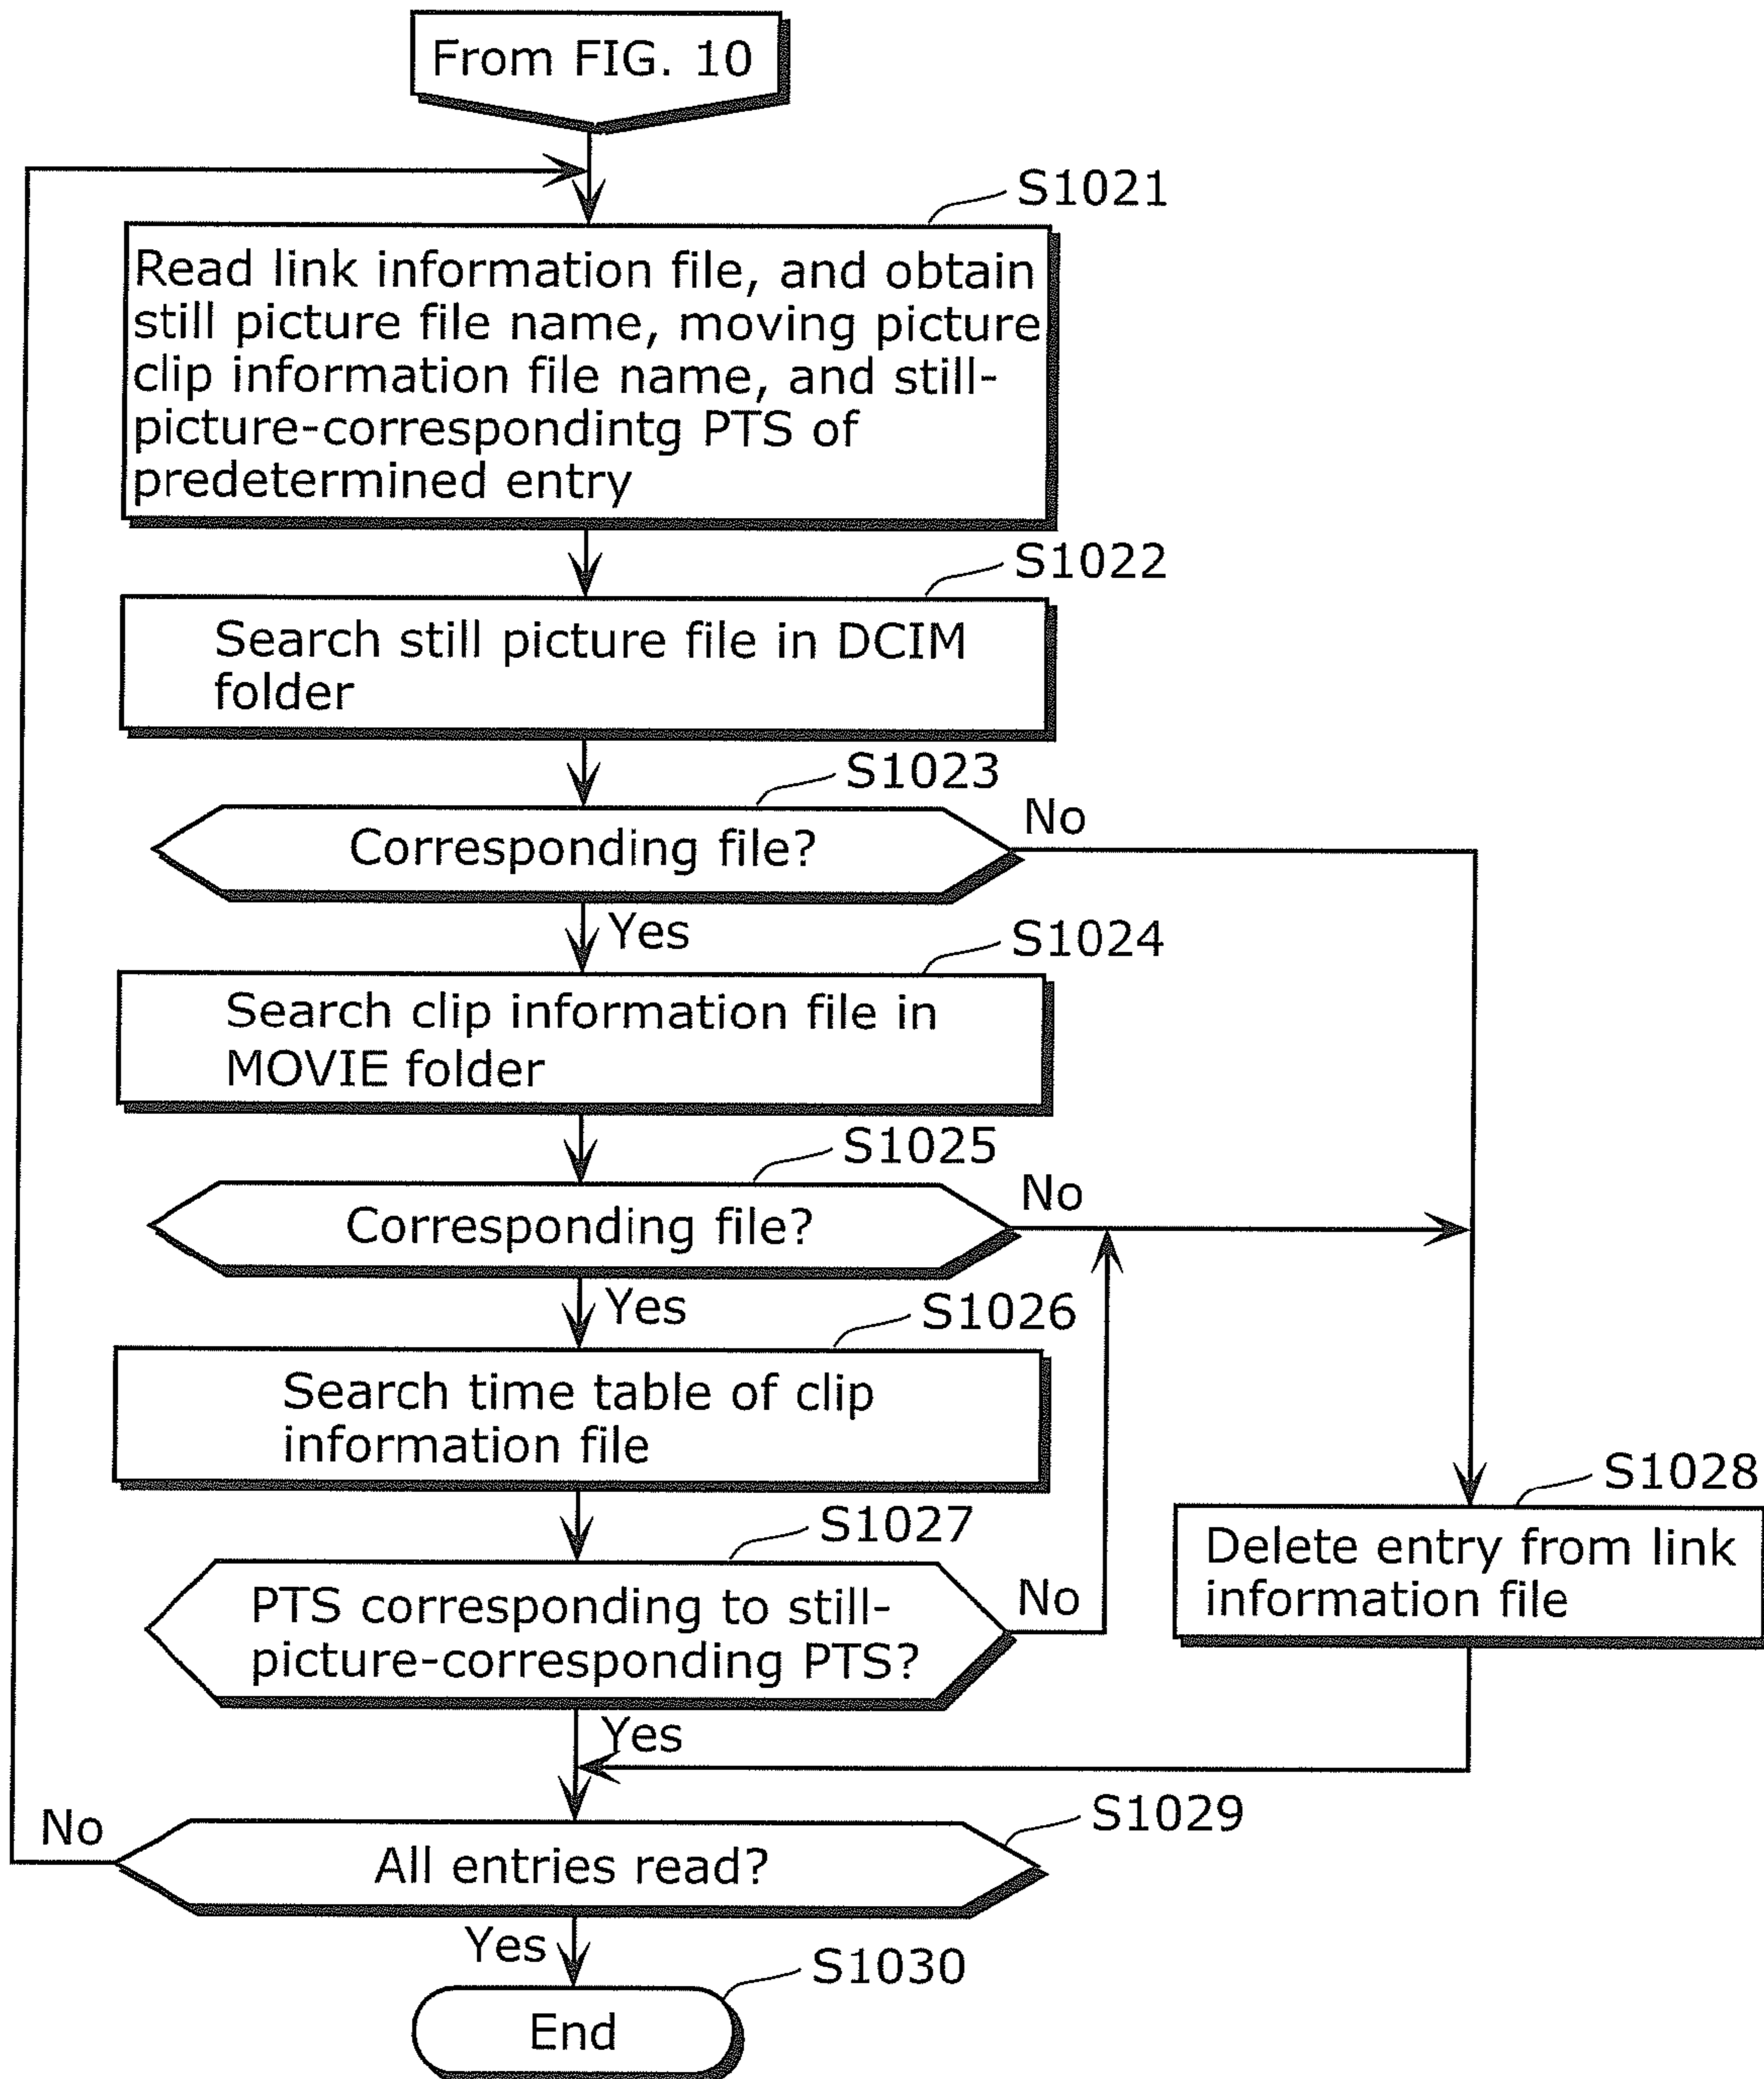 From FIG. 10
S1021
Read link information file, and obtain
still picture file name, moving picture
clip information file name, and still-
picture-correspondintg PTS of
predetermined entry
S1022
Search still picture file in DCIM
folder
S1023
Corresponding file?
No
Yes
S1024
Search clip information file in
MOVIE folder
S1025
Corresponding file?
No
Yes
S1026
Search time table of clip
information file
S1027
PTS corresponding to still-
picture-corresponding PTS?
No
S1028
Delete entry from link
information file
Yes
S1029
All entries read?
No
Yes
S1030
End